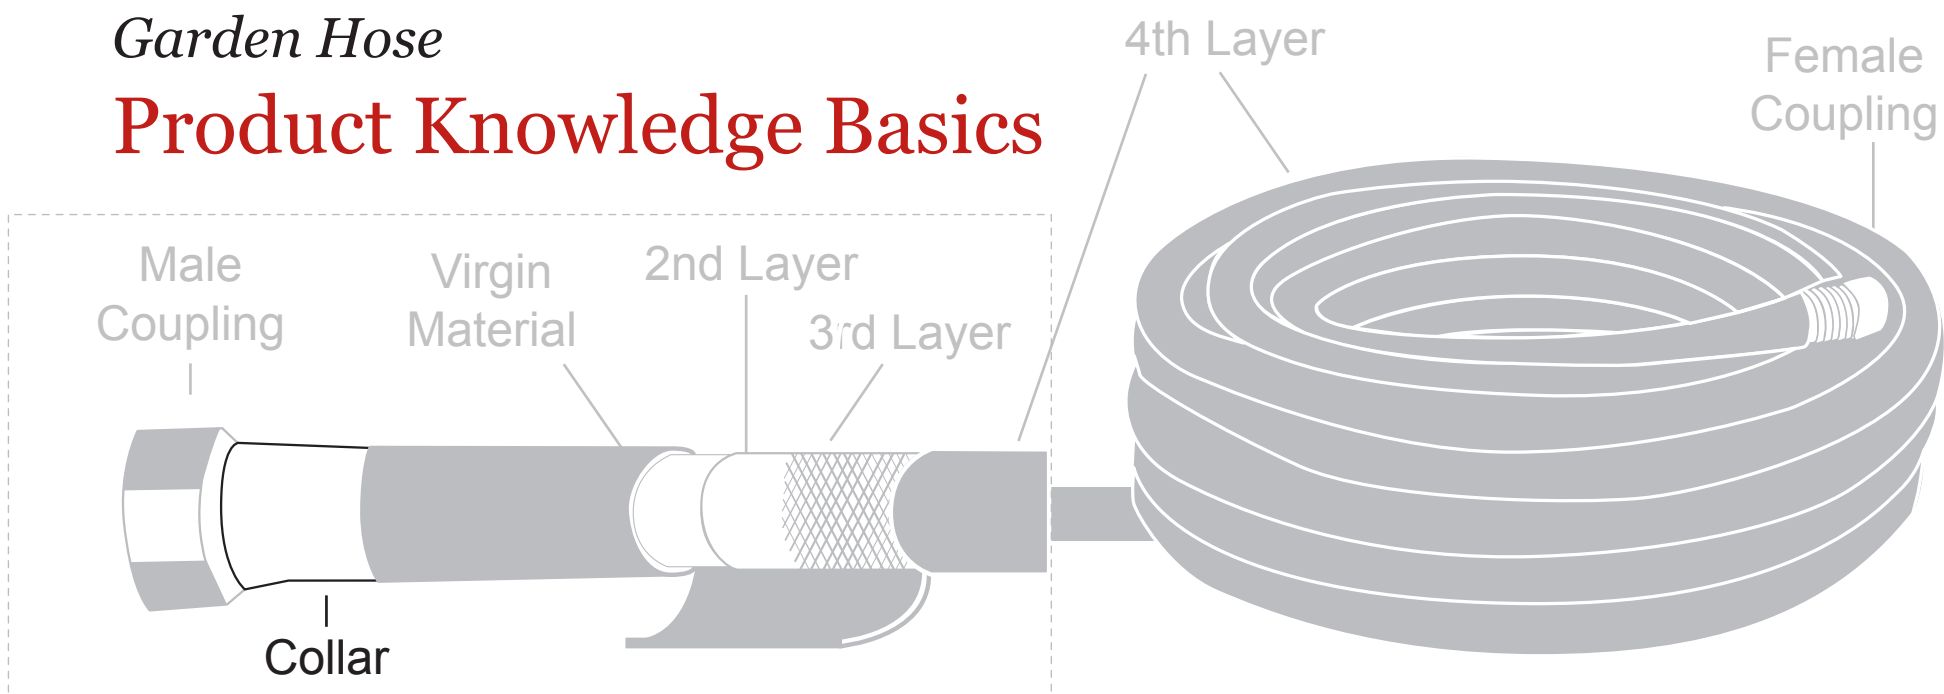 Garden Hose
Product Knowledge Basics
4th Layer
Female
Coupling
Male
Coupling
Virgin
Material
2nd Layer
3rd Layer
Collar